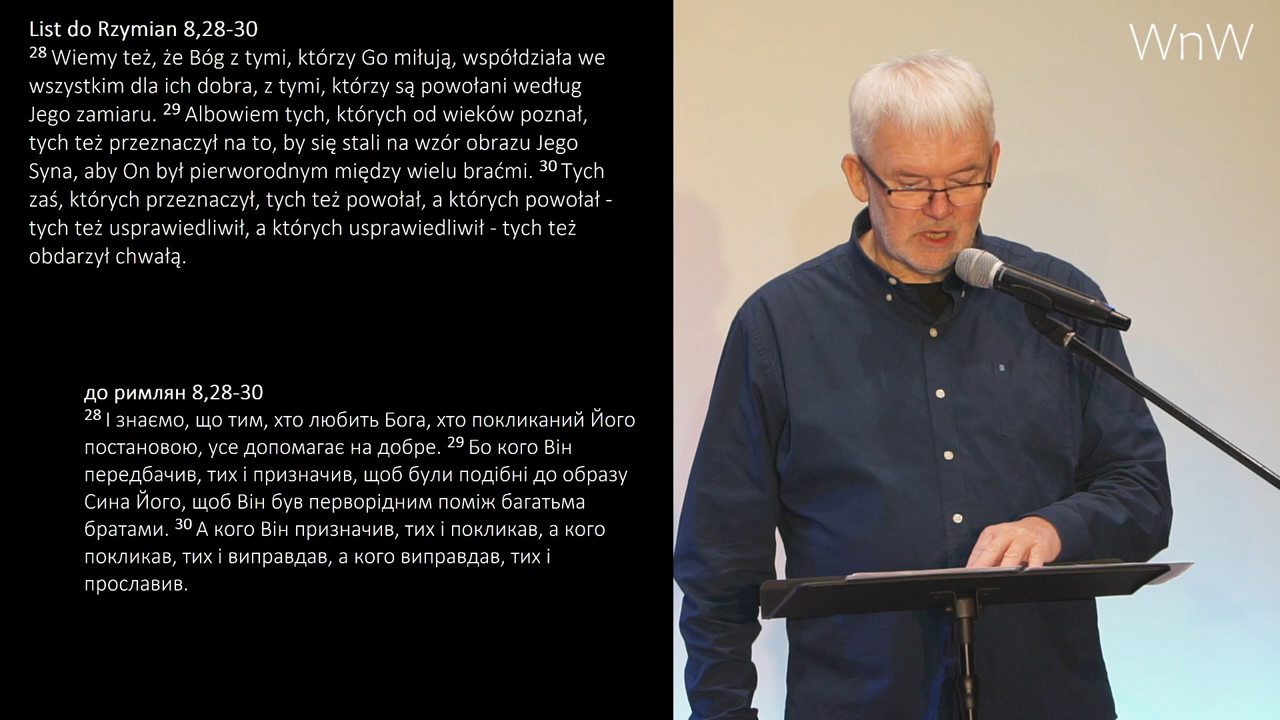 List do Rzymian 8,28-30
28 Wiemy też, że Bóg z tymi, którzy Go miłują, współdziała we
wszystkim dla ich dobra, z tymi, którzy są powołani według
Jego zamiaru. 29 Albowiem tych, których od wieków poznał,
tych też przeznaczył na to, by się stali na wzór obrazu Jego
Syna, aby On był pierworodnym między wielu braćmi. 30 Tych
zaś, których przeznaczył, tych też powołał, a których powołał -
tych też usprawiedliwił, a których usprawiedliwił - tych też
obdarzył chwałą.
до римлян 8,28-30
28 І знаємо, що тим, хто любить Бога, хто покликаний Його
постановою, усе допомагає на добре. 29 Бо кого Він
передбачив, тих і призначив, щоб були подібні до образу
Сина Його, щоб Він був перворідним поміж багатьма
братами. 30 А кого Він призначив, тих і покликав, а кого
покликав, тих і виправдав, а кого виправдав, тих і
прославив.
WnW